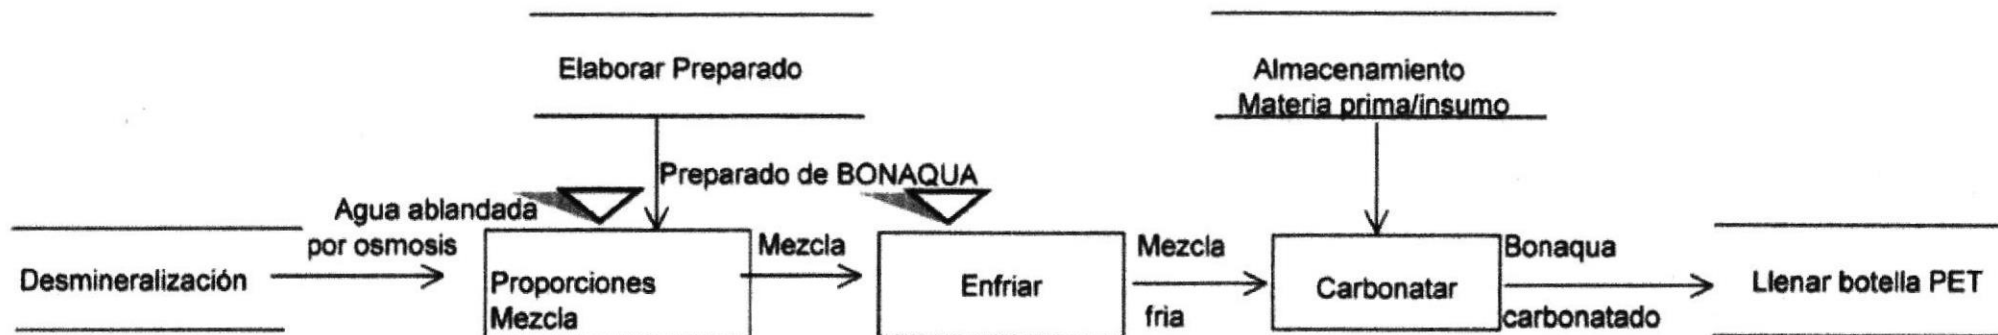 Elaborar Preparado
Almacenamiento
Materia prima/insumo
Preparado de BONAQUA
Agua ablandada
por osmosis
Desmineralización
Proporciones
Mezcla
Mezcla
Enfriar
Mezcla
fria
Carbonatar
Bonaqua
carbonatado
Llenar botella PET